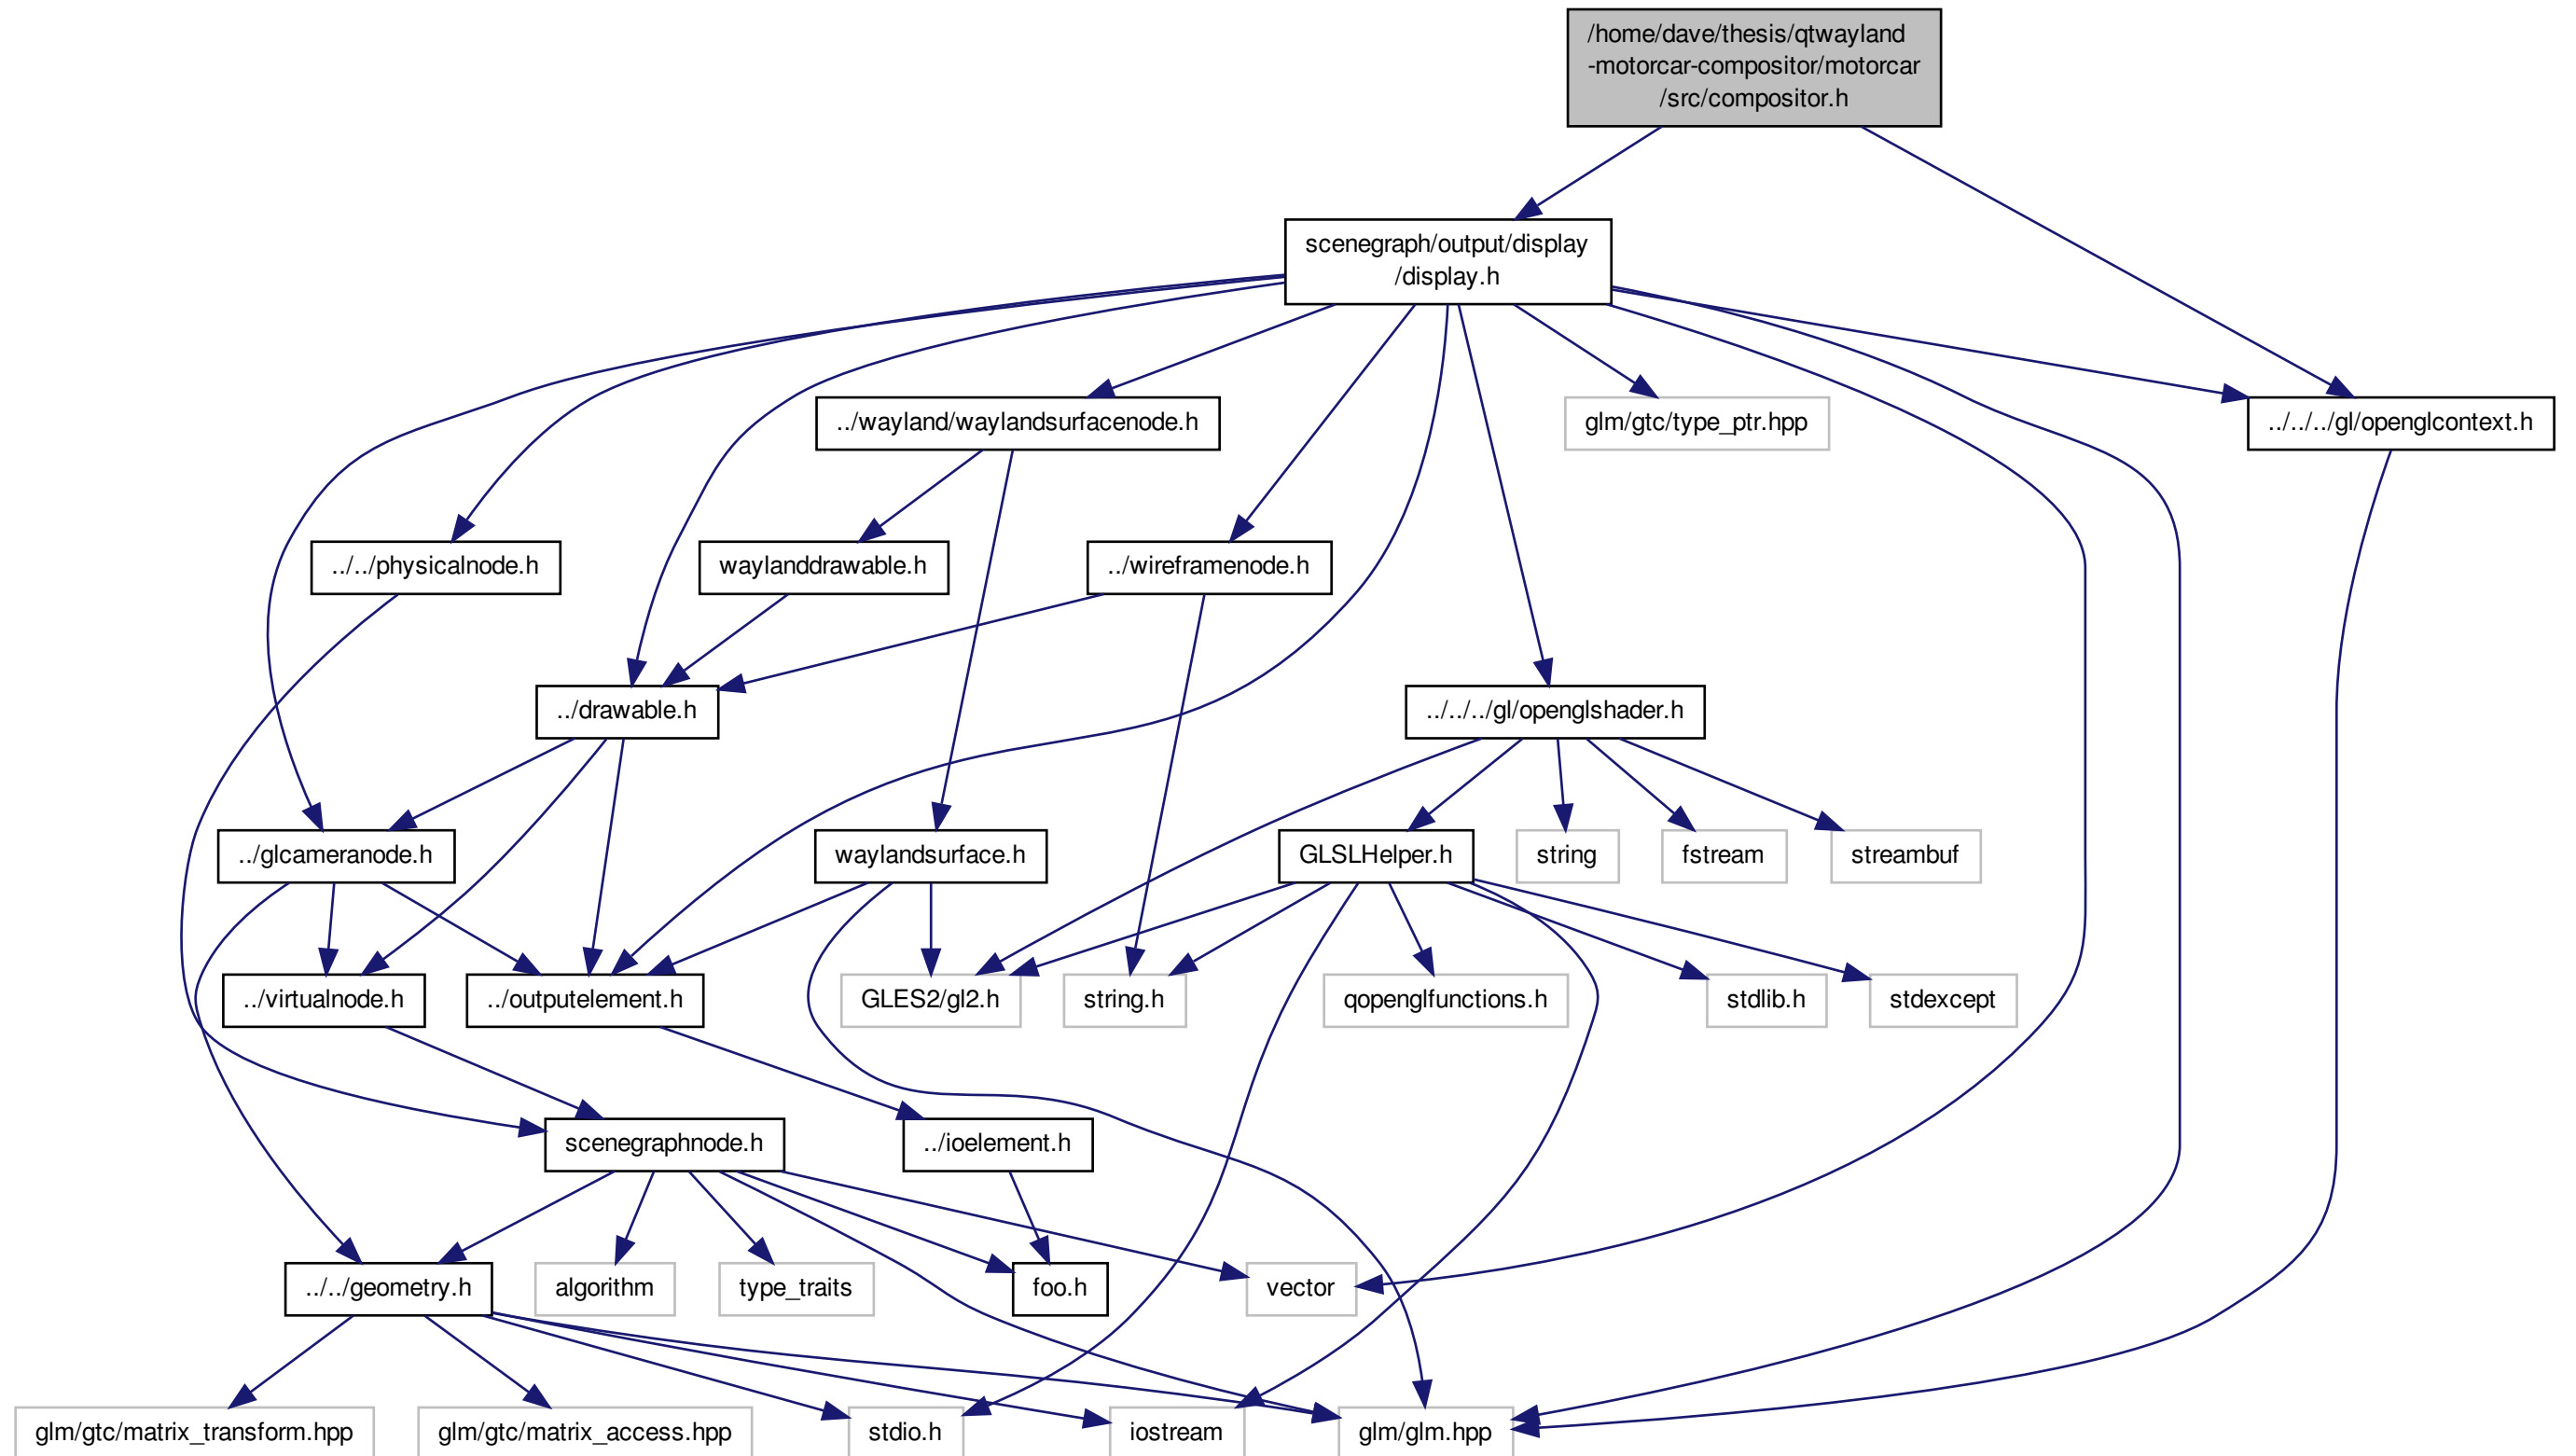 /home/dave/thesis/qtwayland
-motorcar-compositor/motorcar
/src/compositor.h
scenegraph/output/display
/display.h
../wayland/waylandsurfacenode.h
glm/gtc/type_ptr.hpp
../../../gl/openglcontext.h
../../physicalnode.h
waylanddrawable.h
../wireframenode.h
../drawable.h
../../../gl/openglshader.h
../glcameranode.h
waylandsurface.h
GLSLHelper.h
string
fstream
streambuf
../virtualnode.h
../outputelement.h
GLES2/gl2.h
string.h
qopenglfunctions.h
stdlib.h
stdexcept
scenegraphnode.h
../ioelement.h
../../geometry.h
algorithm
type_traits
foo.h
vector
glm/gtc/matrix_transform.hpp
glm/gtc/matrix_access.hpp
stdio.h
iostream
glm/glm.hpp